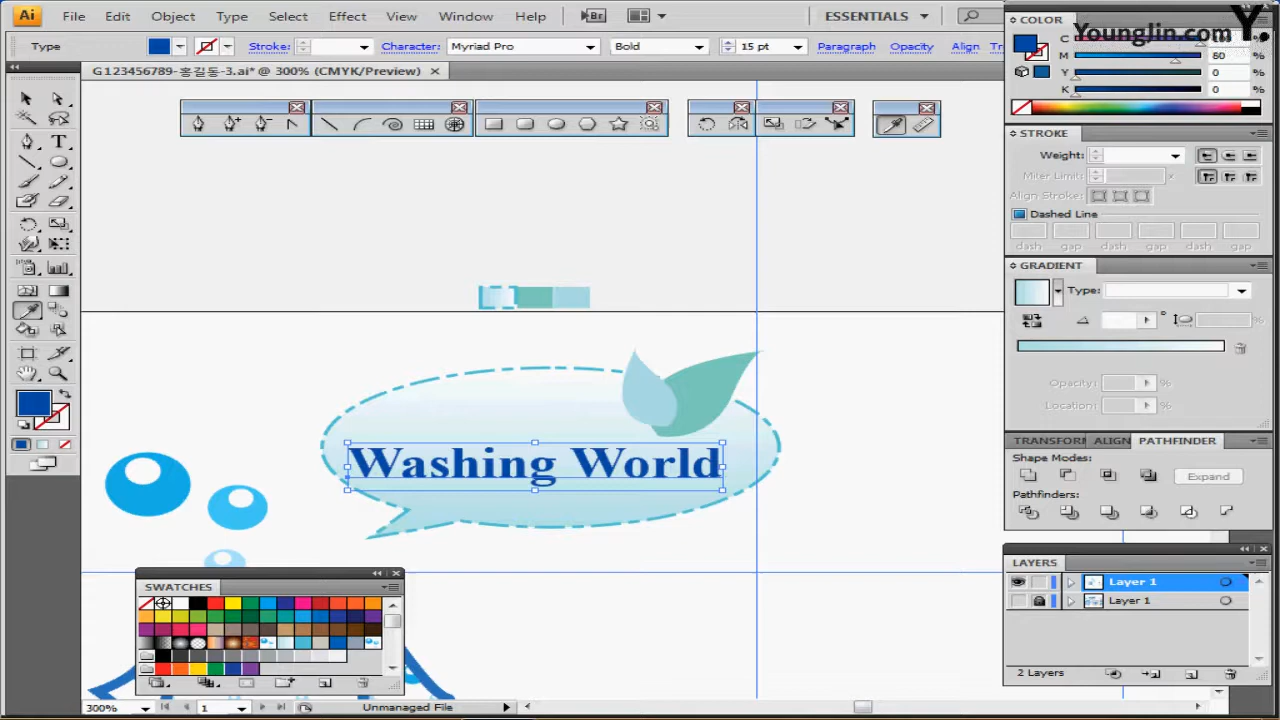 Ai File Edit Object Type Select Effect View Window Help Br ESSENTIALS
Type Stroke: Character: Myriad Pro Bold 15 pt Paragraph Opacity Align
G123456789-홍길동-3.ai* @ 300% (CMYK/Preview)
COLOR
Younglin.com
C %
M 80 %
Y 0 %
K 0 %
STROKE
Weight:
Miter Limit: x
Align Stroke:
Dashed Line
dash gap dash gap dash gap
GRADIENT
Type:
°
%
Opacity: %
Location: %
TRANSFORM ALIGN PATHFINDER
Shape Modes:
Expand
Pathfinders:
LAYERS
Layer 1
Layer 1
2 Layers
Washing World
SWATCHES
300% 1 Unmanaged File